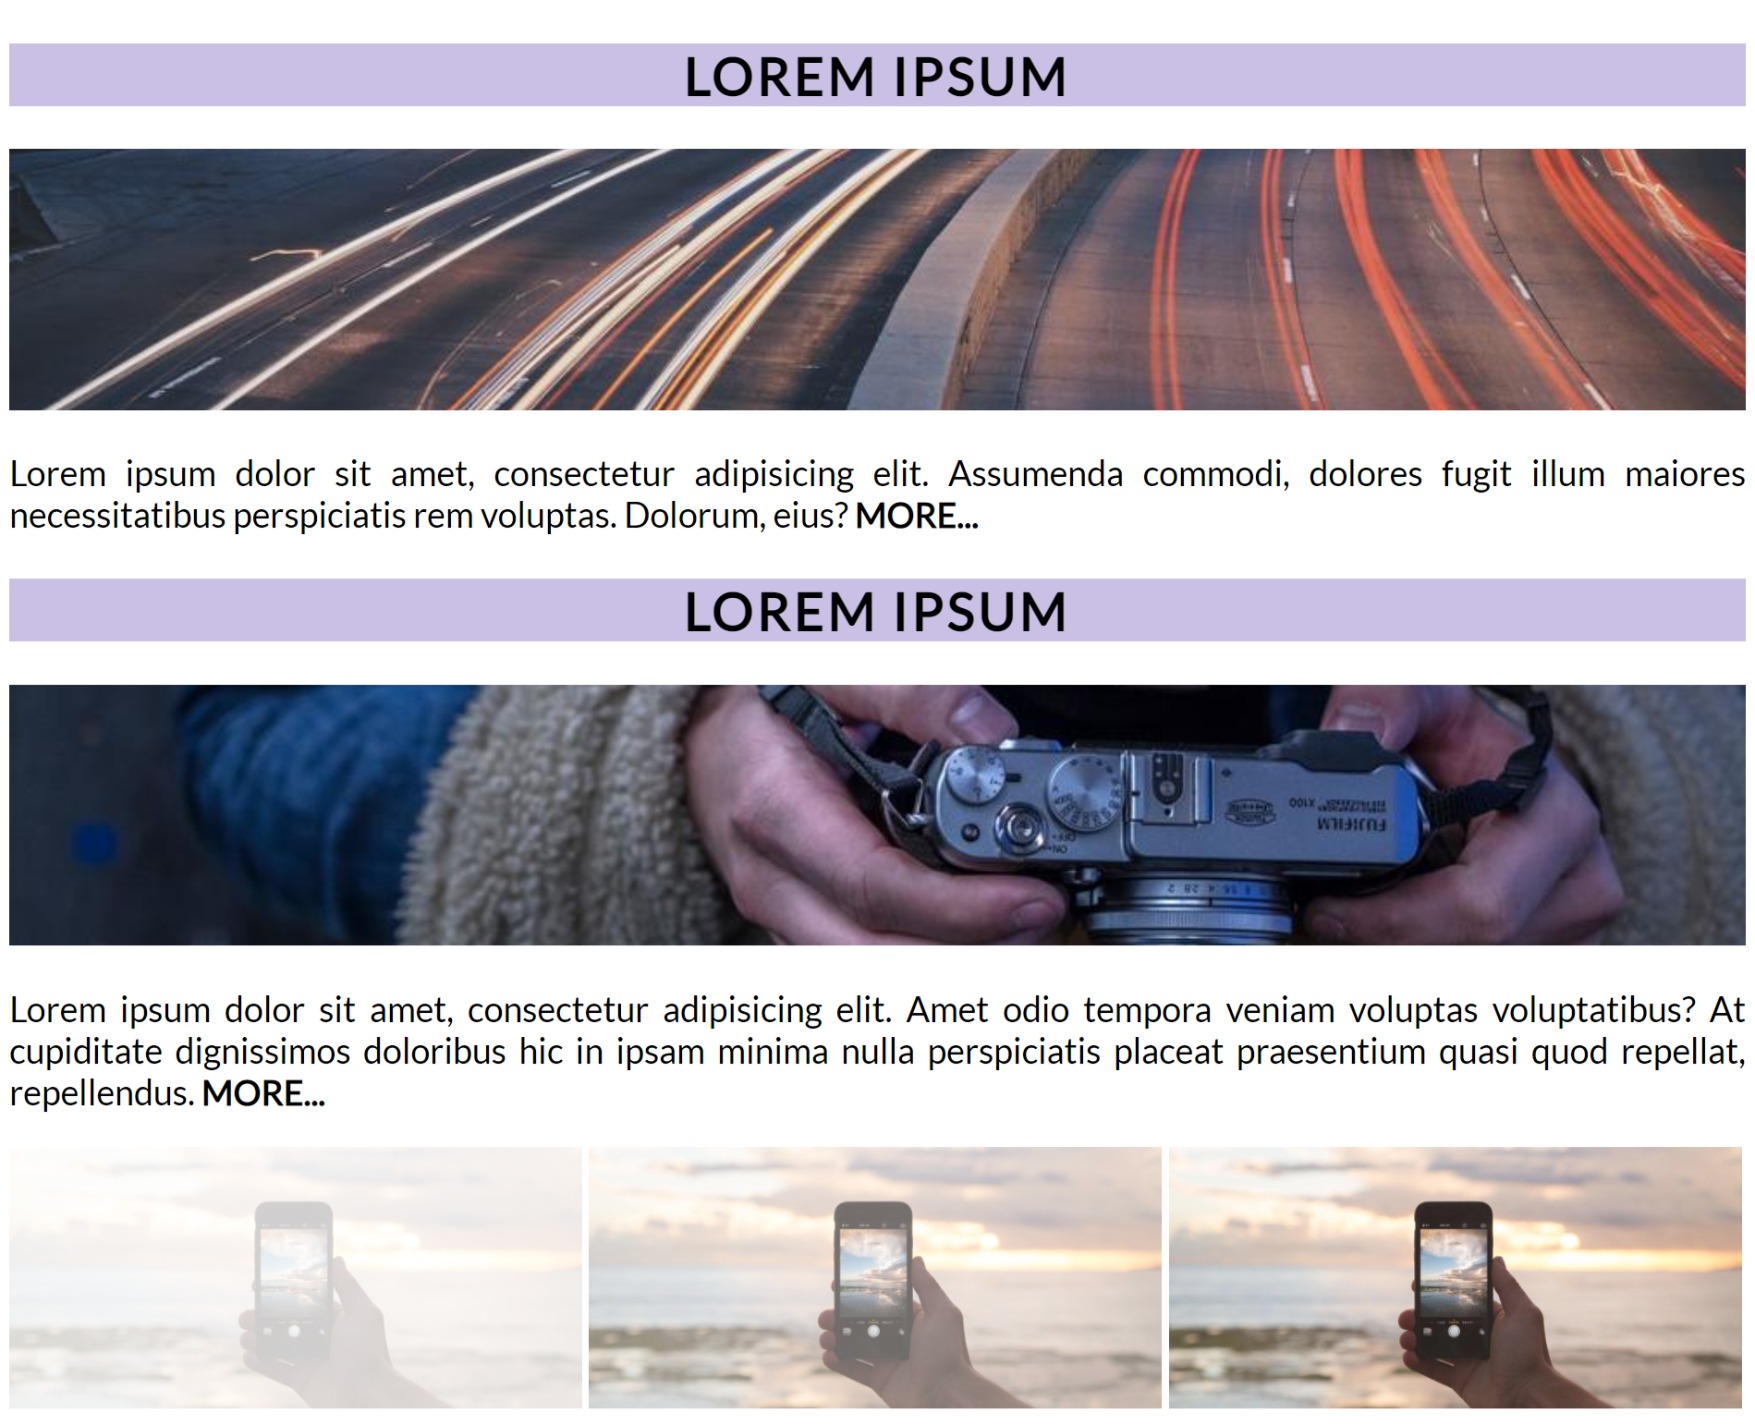 LOREM IPSUM
Lorem ipsum dolor sit amet, consectetur adipisicing elit. Assumenda commodi, dolores fugit illum maiores
necessitatibus perspiciatis rem voluptas. Dolorum, eius? MORE...
LOREM IPSUM
X100
FUJIFILM
OFF
ON
Lorem ipsum dolor sit amet, consectetur adipisicing elit. Amet odio tempora veniam voluptas voluptatibus? At
cupiditate dignissimos doloribus hic in ipsam minima nulla perspiciatis placeat praesentium quasi quod repellat,
repellendus. MORE...